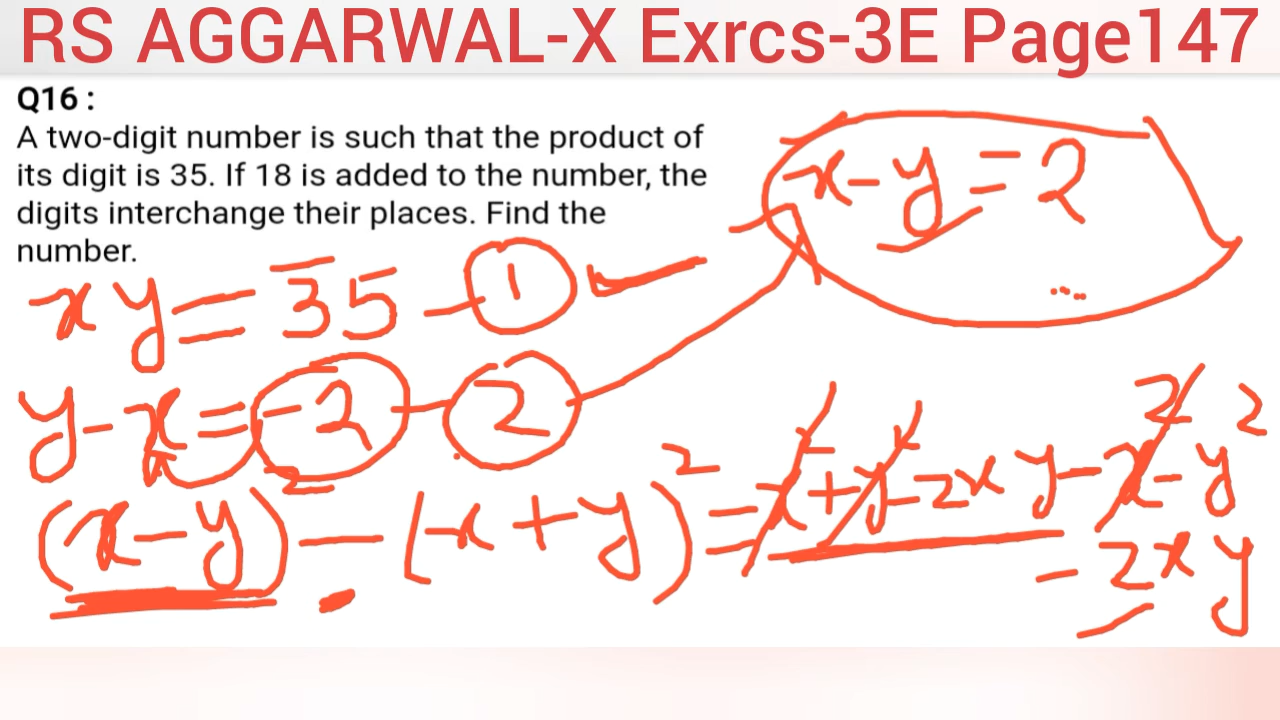 RS AGGARWAL-X Exrcs-3E Page147
Q16 :
A two-digit number is such that the product of
its digit is 35. If 18 is added to the number, the
digits interchange their places. Find the
number.
x - y = 2
xy = 35 - 1
y - x = -2 - 2
(x - y)² - (x + y)² = x² + y² - 2xy - x² - y²
- 2xy